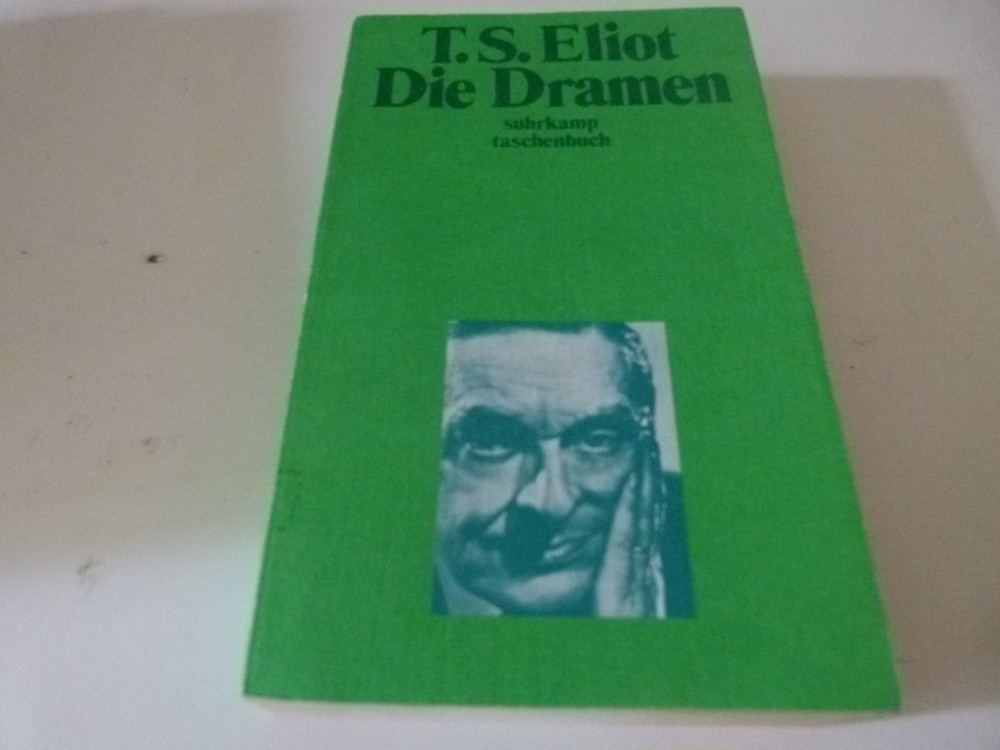 T. S. Eliot
Die Dramen
suhrkamp
taschenbuch